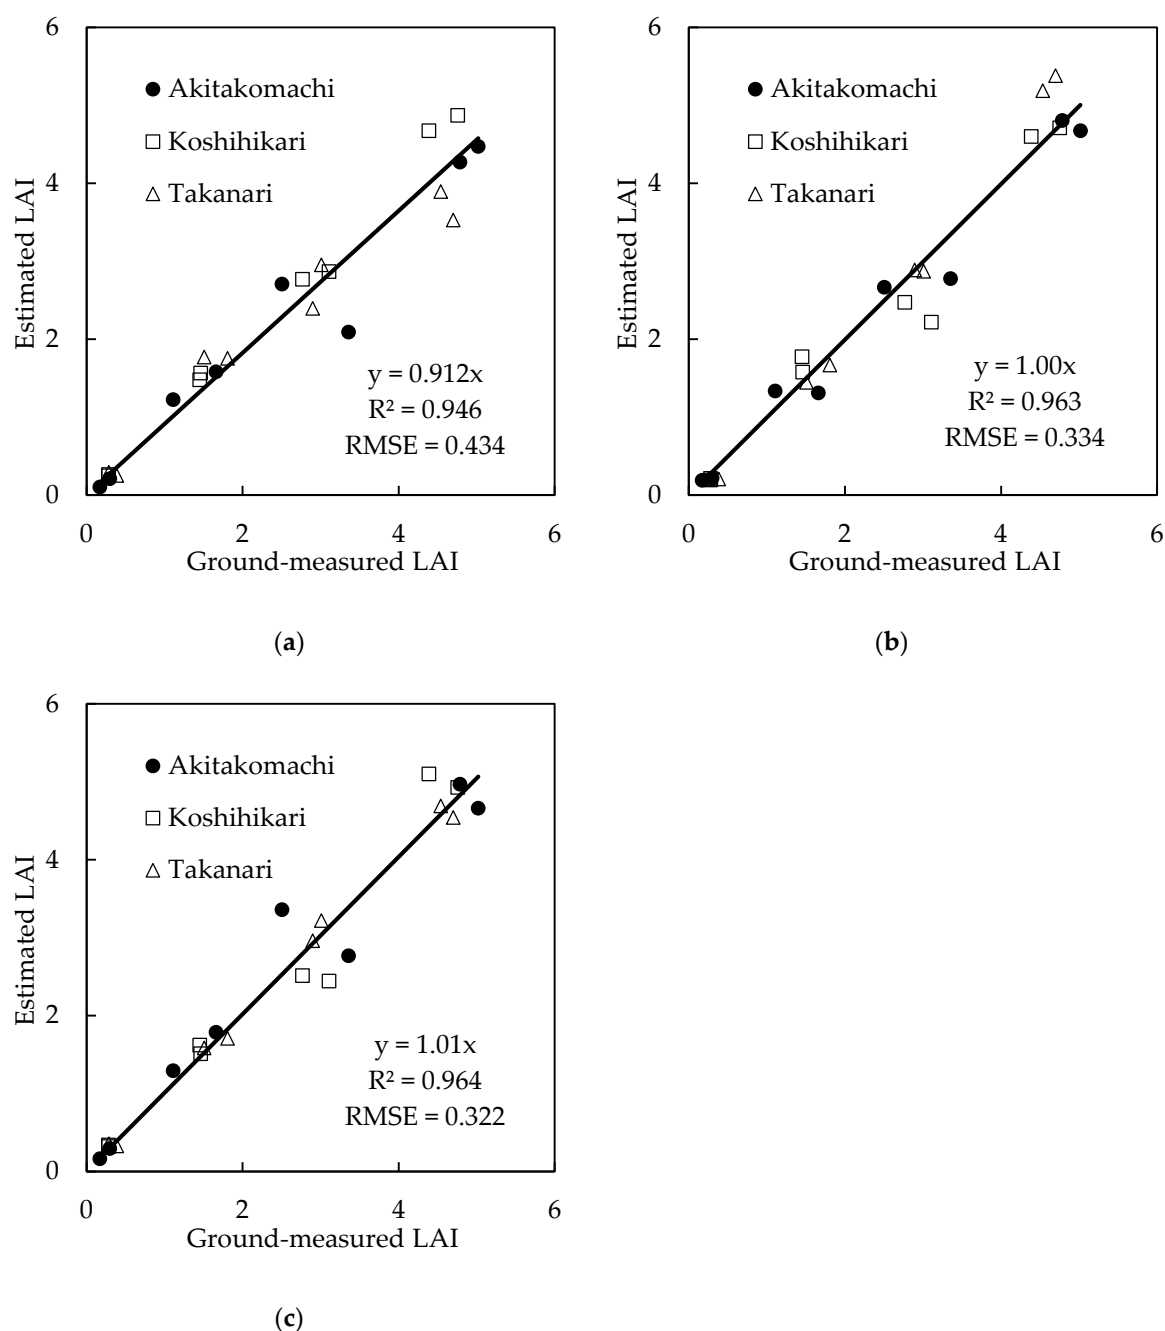 6
4
2
0
Estimated LAI
Akitakomachi
Koshihikari
Takanari
y = 0.912x
R² = 0.946
RMSE = 0.434
0 2 4 6
Ground-measured LAI
(a)
6
4
2
0
Estimated LAI
Akitakomachi
Koshihikari
Takanari
y = 1.00x
R² = 0.963
RMSE = 0.334
0 2 4 6
Ground-measured LAI
(b)
6
4
2
0
Estimated LAI
Akitakomachi
Koshihikari
Takanari
y = 1.01x
R² = 0.964
RMSE = 0.322
0 2 4 6
Ground-measured LAI
(c)